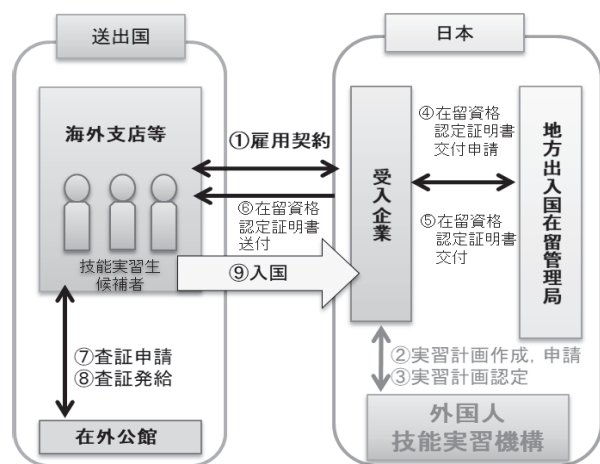 送出国
日本
海外支店等
技能実習生
候補者
①雇用契約
⑥在留資格
認定証明書
送付
⑨入国
受入企業
④在留資格
認定証明書
交付申請
⑤在留資格
認定証明書
交付
地方出入国在留管理局
⑦査証申請
⑧査証発給
在外公館
②実習計画作成，申請
③実習計画認定
外国人
技能実習機構